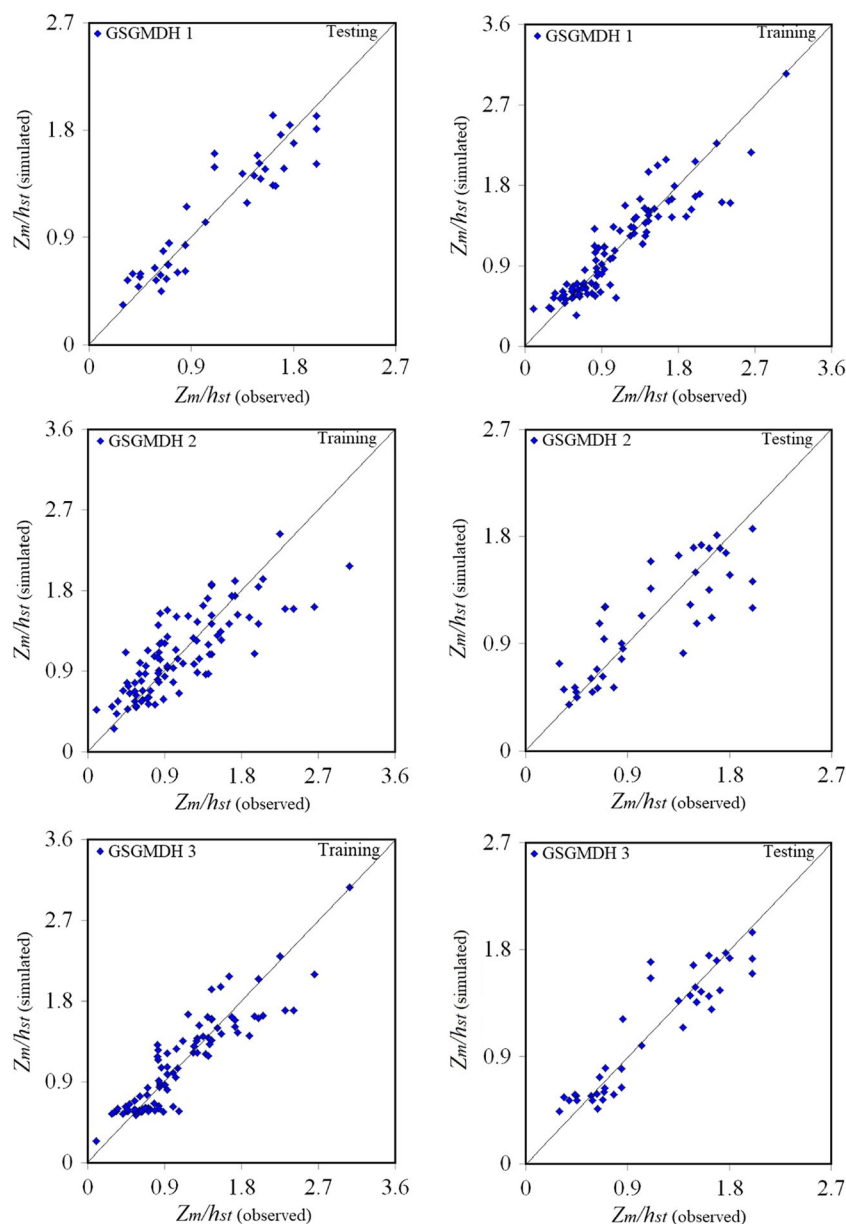 2.7
GSGMDH 1
Testing
1.8
0.9
0
Zm/hst (simulated)
0
0.9
1.8
2.7
Zm/hst (observed)
3.6
GSGMDH 1
Training
2.7
1.8
0.9
0
Zm/hst (simulated)
0
0.9
1.8
2.7
3.6
Zm/hst (observed)
3.6
GSGMDH 2
Training
2.7
1.8
0.9
0
Zm/hst (simulated)
0
0.9
1.8
2.7
3.6
Zm/hst (observed)
2.7
GSGMDH 2
Testing
1.8
0.9
0
Zm/hst (simulated)
0
0.9
1.8
2.7
Zm/hst (observed)
3.6
GSGMDH 3
Training
2.7
1.8
0.9
0
Zm/hst (simulated)
0
0.9
1.8
2.7
3.6
Zm/hst (observed)
2.7
GSGMDH 3
Testing
1.8
0.9
0
Zm/hst (simulated)
0
0.9
1.8
2.7
Zm/hst (observed)